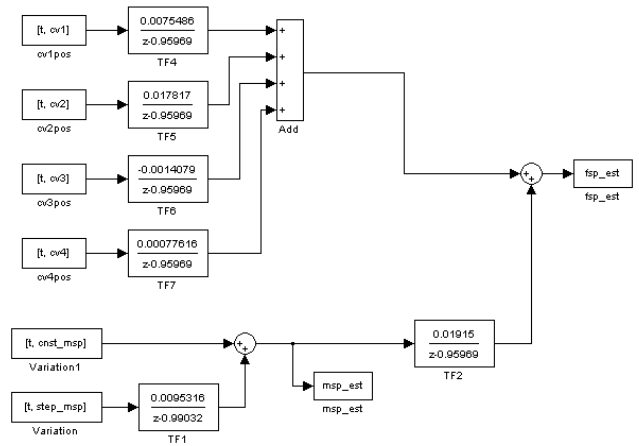 [t, cv1]
cv1pos
0.0075486
z-0.95969
TF4
[t, cv2]
cv2pos
0.017817
z-0.95969
TF5
[t, cv3]
cv3pos
-0.0014079
z-0.95969
TF6
[t, cv4]
cv4pos
0.00077616
z-0.95969
TF7
+
+
+
+
Add
+
+
fsp_est
fsp_est
[t, cnst_msp]
Variation1
[t, step_msp]
Variation
0.0095316
z-0.99032
TF1
+
+
msp_est
msp_est
0.01915
z-0.95969
TF2